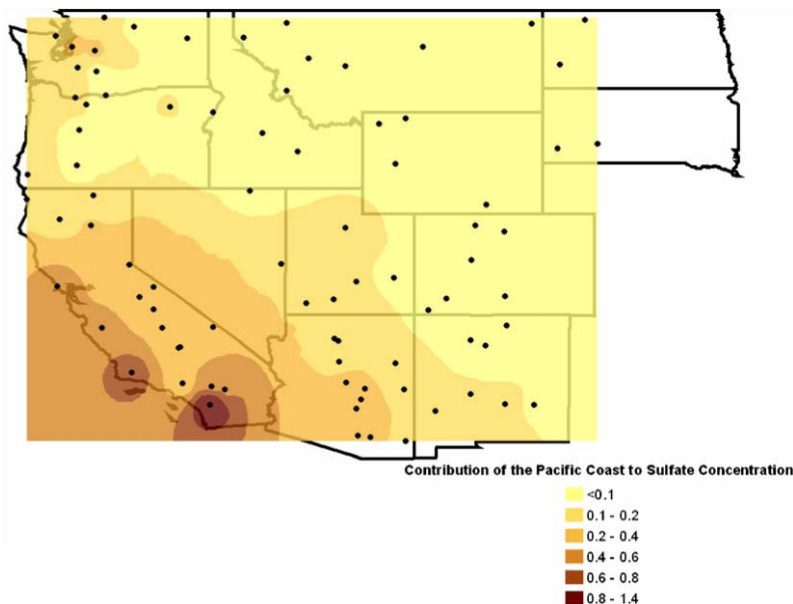 Contribution of the Pacific Coast to Sulfate Concentration
<0.1
0.1 - 0.2
0.2 - 0.4
0.4 - 0.6
0.6 - 0.8
0.8 - 1.4